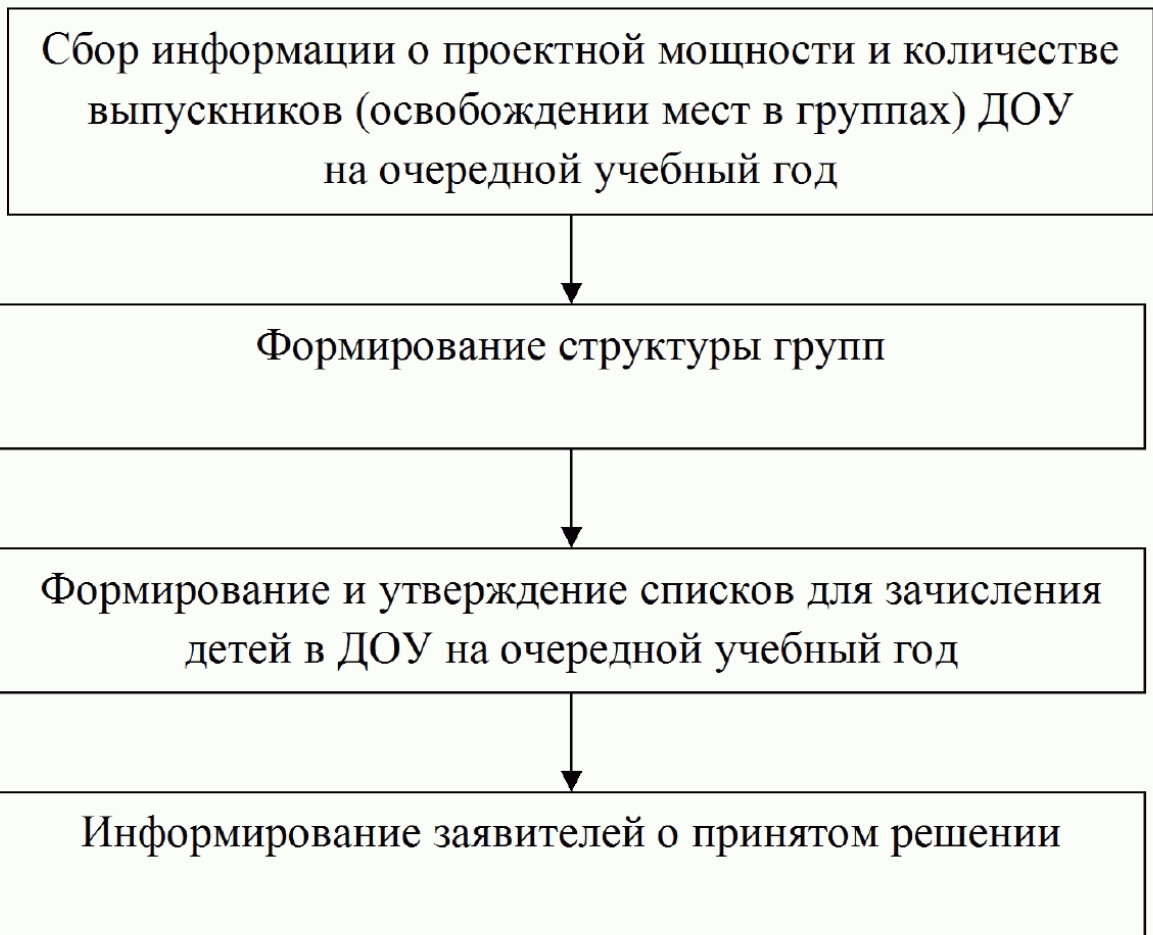 Сбор информации о проектной мощности и количестве
выпускников (освобождении мест в группах) ДОУ
на очередной учебный год
Формирование структуры групп
Формирование и утверждение списков для зачисления
детей в ДОУ на очередной учебный год
Информирование заявителей о принятом решении